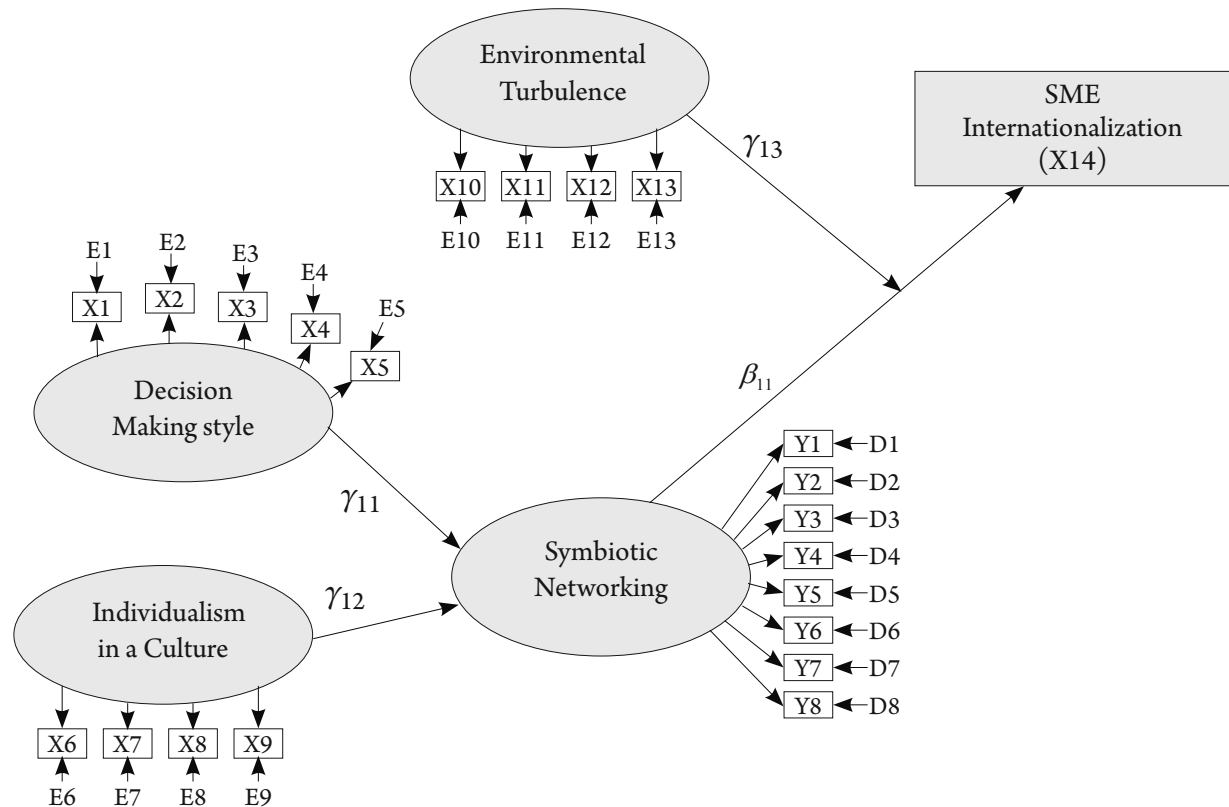 Environmental
Turbulence
SME
Internationalization
(X14)
γ13
X10 X11 X12 X13
E10 E11 E12 E13
E1 E2 E3 E4 E5
X1 X2 X3 X4 X5
Decision
Making style
β11
γ11
Y1 D1
Y2 D2
Y3 D3
Y4 D4
Y5 D5
Y6 D6
Y7 D7
Y8 D8
Symbiotic
Networking
γ12
Individualism
in a Culture
X6 X7 X8 X9
E6 E7 E8 E9